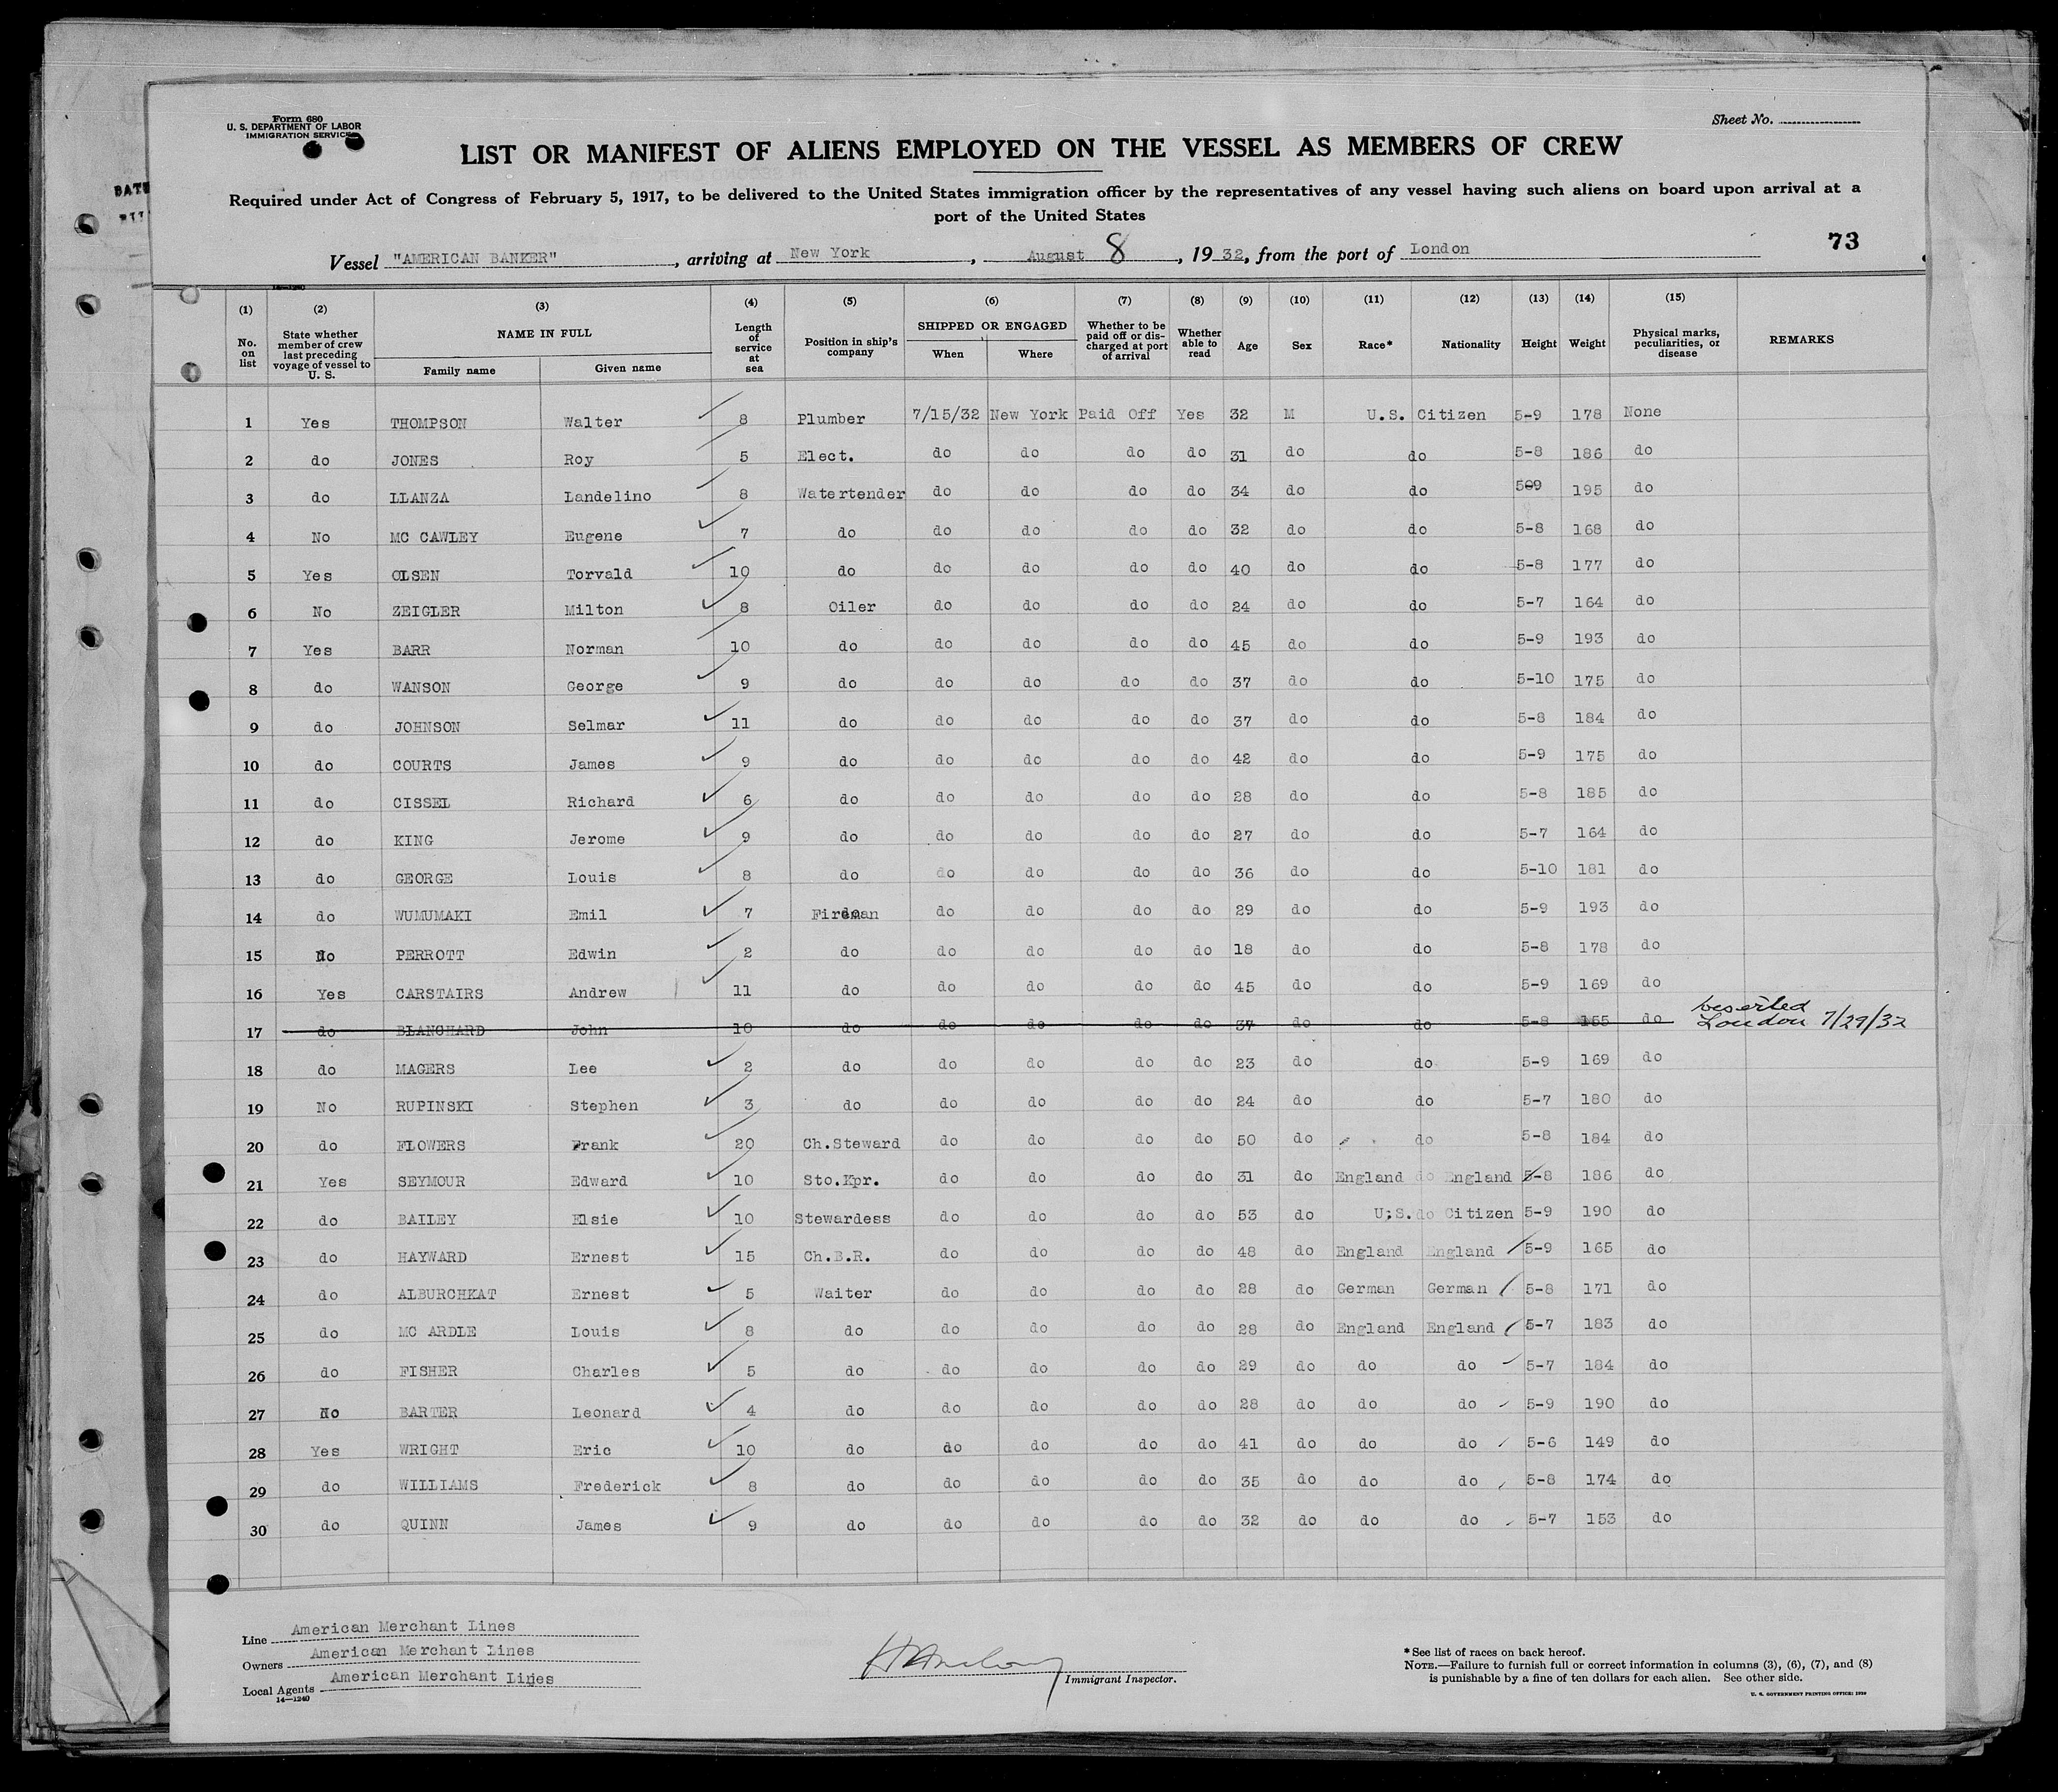 Form 680
U. S. DEPARTMENT OF LABOR
IMMIGRATION SERVICE
Sheet No.
LIST OR MANIFEST OF ALIENS EMPLOYED ON THE VESSEL AS MEMBERS OF CREW
Required under Act of Congress of February 5, 1917, to be delivered to the United States immigration officer by the representatives of any vessel having such aliens on board upon arrival at a
port of the United States
Vessel "AMERICAN BANKER", arriving at New York, August 8, 1932, from the port of London
73
(1) No. on list (2) State whether member of crew last preceding voyage of vessel to U. S. (3) NAME IN FULL Family name Given name (4) Length of service at sea (5) Position in ship's company (6) SHIPPED OR ENGAGED When Where (7) Whether to be paid off or discharged at port of arrival (8) Whether able to read (9) Age (10) Sex (11) Race* (12) Nationality (13) Height (14) Weight (15) Physical marks, peculiarities, or disease REMARKS
1 Yes THOMPSON Walter 8 Plumber 7/15/32 New York Paid Off Yes 32 M U.S. Citizen 5-9 178 None
2 do JONES Roy 5 Elect. do do do do 31 do do 5-8 186 do
3 do LLANZA Landelino 8 Watertender do do do do 34 do do 5-9 195 do
4 No MC CAWLEY Eugene 7 do do do do do 32 do do 5-8 168 do
5 Yes OLSEN Torvald 10 do do do do do 40 do do 5-8 177 do
6 No ZEIGLER Milton 8 Oiler do do do do 24 do do 5-7 164 do
7 Yes BARR Norman 10 do do do do do 45 do do 5-9 193 do
8 do WANSON George 9 do do do do do 37 do do 5-10 175 do
9 do JOHNSON Selmar 11 do do do do do 37 do do 5-8 184 do
10 do COURTS James 9 do do do do do 42 do do 5-9 175 do
11 do CISSEL Richard 6 do do do do do 28 do do 5-8 185 do
12 do KING Jerome 9 do do do do do 27 do do 5-7 164 do
13 do GEORGE Louis 8 do do do do do 36 do do 5-10 181 do
14 do WUMUMAKI Emil 7 Fireman do do do do 29 do do 5-9 193 do
15 No PERROTT Edwin 2 do do do do do 18 do do 5-8 178 do
16 Yes CARSTAIRS Andrew 11 do do do do do 45 do do 5-9 169 do
17 do BLANCHARD John 10 do do do do do 37 do do 5-8 155 do Deserted London 7/29/32
18 do MAGERS Lee 2 do do do do do 23 do do 5-9 169 do
19 No RUPINSKI Stephen 3 do do do do do 24 do do 5-7 180 do
20 do FLOWERS Frank 20 Ch.Steward do do do do 50 do do 5-8 184 do
21 Yes SEYMOUR Edward 10 Sto.Kpr. do do do do 31 do England do England 5-8 186 do
22 do BAILEY Elsie 10 Stewardess do do do do 53 do U.S. do Citizen 5-9 190 do
23 do HAYWARD Ernest 15 Ch.B.R. do do do do 48 do England England 5-9 165 do
24 do ALBURCHKAT Ernest 5 Waiter do do do do 28 do German German 5-8 171 do
25 do MC ARDLE Louis 8 do do do do do 28 do England England 5-7 183 do
26 do FISHER Charles 5 do do do do do 29 do do do 5-7 184 do
27 No BARTER Leonard 4 do do do do do 28 do do do 5-9 190 do
28 Yes WRIGHT Eric 10 do do do do do 41 do do do 5-6 149 do
29 do WILLIAMS Frederick 8 do do do do do 35 do do do 5-8 174 do
30 do QUINN James 9 do do do do do 32 do do do 5-7 153 do
Line American Merchant Lines
Owners American Merchant Lines
Local Agents American Merchant Lines
14—1240
Immigrant Inspector.
*See list of races on back hereof.
NOTE.—Failure to furnish full or correct information in columns (3), (6), (7), and (8)
is punishable by a fine of ten dollars for each alien. See other side.
U. S. GOVERNMENT PRINTING OFFICE: 1930